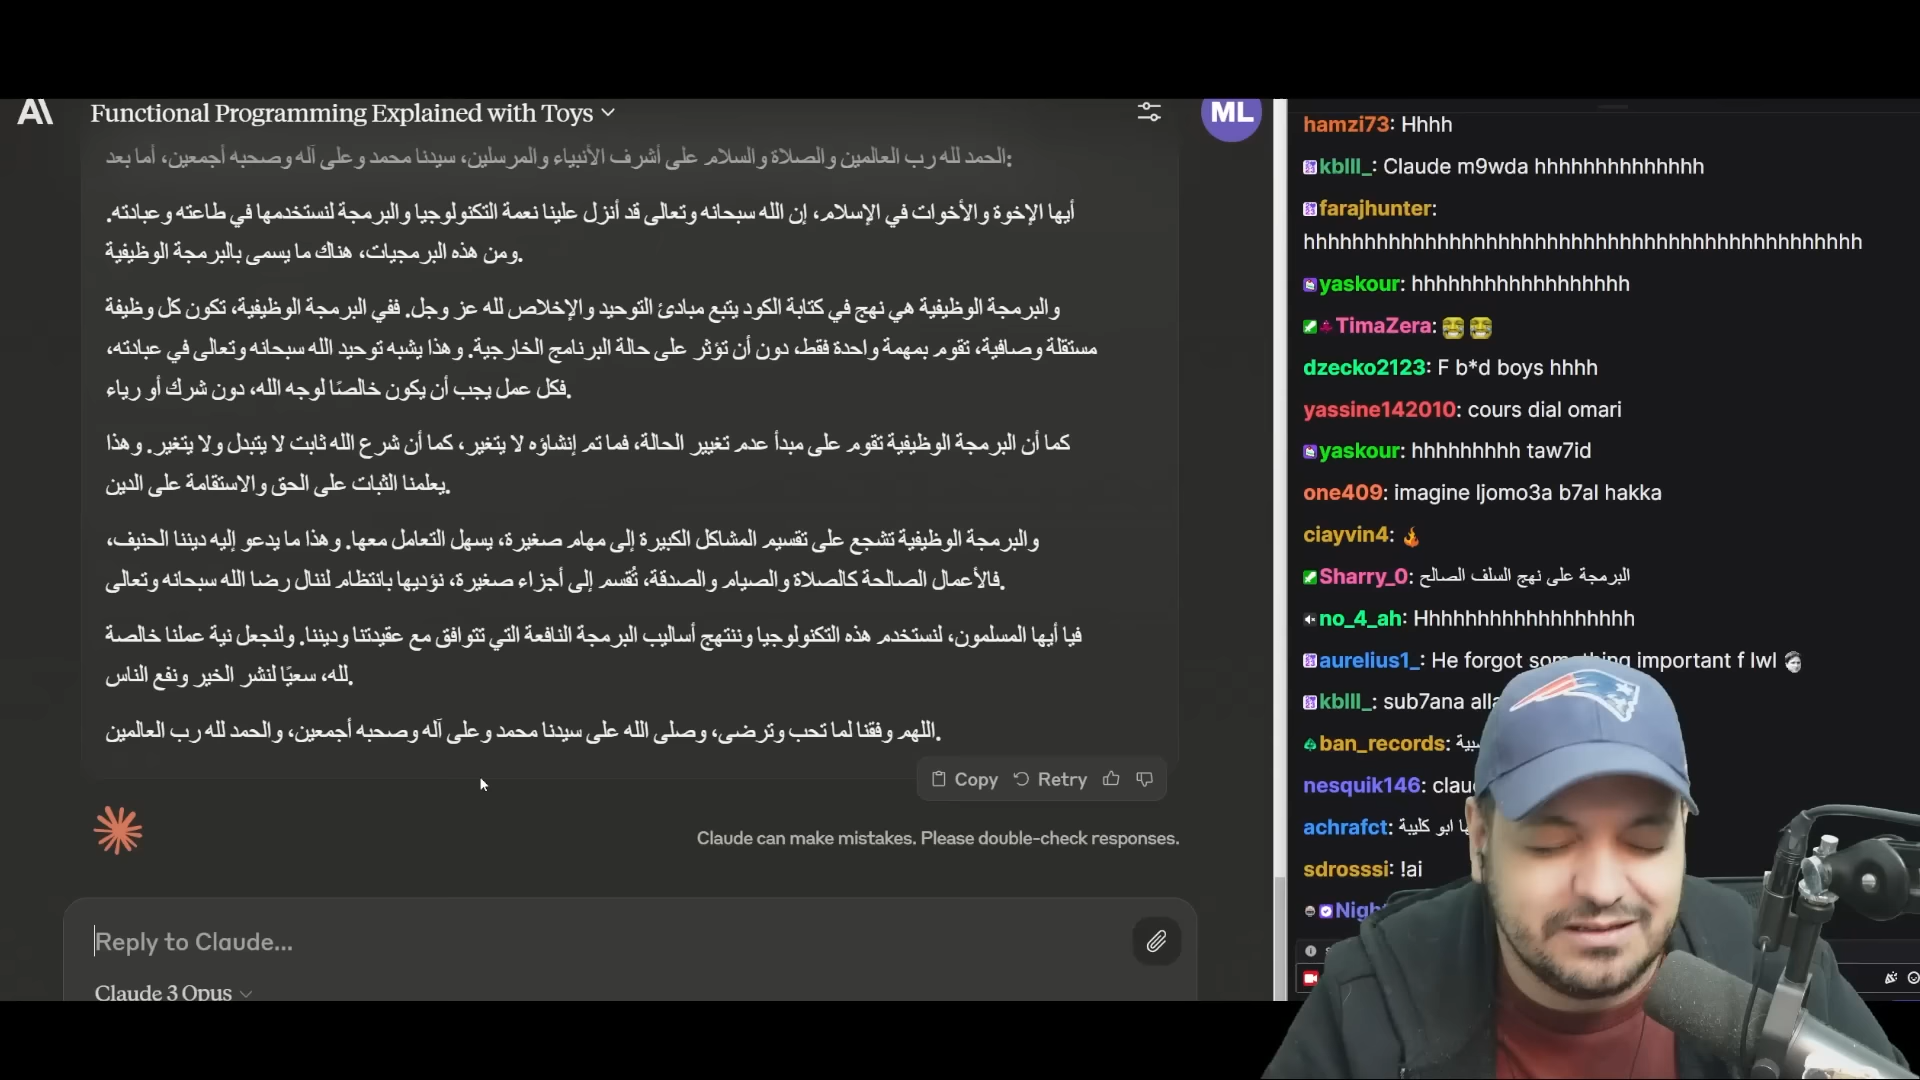 Functional Programming Explained with Toys
ML
الحمد لله رب العالمين والصلاة والسلام على أشرف الأنبياء والمرسلين، سيدنا محمد وعلى آله وصحبه أجمعين، أما بعد:
أيها الإخوة والأخوات في الإسلام، إن الله سبحانه وتعالى قد أنزل علينا نعمة التكنولوجيا والبرمجة لنستخدمها في طاعته وعبادته.
ومن هذه البرمجيات، هناك ما يسمى بالبرمجة الوظيفية.
والبرمجة الوظيفية هي نهج في كتابة الكود يتبع مبادئ التوحيد والإخلاص لله عز وجل. ففي البرمجة الوظيفية، تكون كل وظيفة
مستقلة وصافية، تقوم بمهمة واحدة فقط، دون أن تؤثر على حالة البرنامج الخارجية. وهذا يشبه توحيد الله سبحانه وتعالى في عبادته،
فكل عمل يجب أن يكون خالصًا لوجه الله، دون شرك أو رياء.
كما أن البرمجة الوظيفية تقوم على مبدأ عدم تغيير الحالة، فما تم إنشاؤه لا يتغير، كما أن شرع الله ثابت لا يتبدل ولا يتغير. وهذا
يعلمنا الثبات على الحق والاستقامة على الدين.
والبرمجة الوظيفية تشجع على تقسيم المشاكل الكبيرة إلى مهام صغيرة، يسهل التعامل معها. وهذا ما يدعو إليه ديننا الحنيف،
فالأعمال الصالحة كالصلاة والصيام والصدقة، تُقسم إلى أجزاء صغيرة، نؤديها بانتظام لننال رضا الله سبحانه وتعالى.
فيا أيها المسلمون، لنستخدم هذه التكنولوجيا وننتهج أساليب البرمجة النافعة التي تتوافق مع عقيدتنا وديننا. ولنجعل نية عملنا خالصة
لله، سعيًا لنشر الخير ونفع الناس.
اللهم وفقنا لما تحب وترضى، وصلى الله على سيدنا محمد وعلى آله وصحبه أجمعين، والحمد لله رب العالمين.
Copy Retry
Claude can make mistakes. Please double-check responses.
Reply to Claude...
Claude 3 Opus
hamzi73: Hhhh
kblll_: Claude m9wda hhhhhhhhhhhhhh
farajhunter:
hhhhhhhhhhhhhhhhhhhhhhhhhhhhhhhhhhhhhhhhhhhhhhh
yaskour: hhhhhhhhhhhhhhhhhh
TimaZera:
dzecko2123: F b*d boys hhhh
yassine142010: cours dial omari
yaskour: hhhhhhhhh taw7id
one409: imagine ljomo3a b7al hakka
ciayvin4:
Sharry_0: البرمجة على نهج السلف الصالح
no_4_ah: Hhhhhhhhhhhhhhhhhh
aurelius1_: He forgot something important f lwl
kblll_: sub7ana
ban_records:
nesquik146:
achrafct: ابو كليبة
sdrosssi: !ai